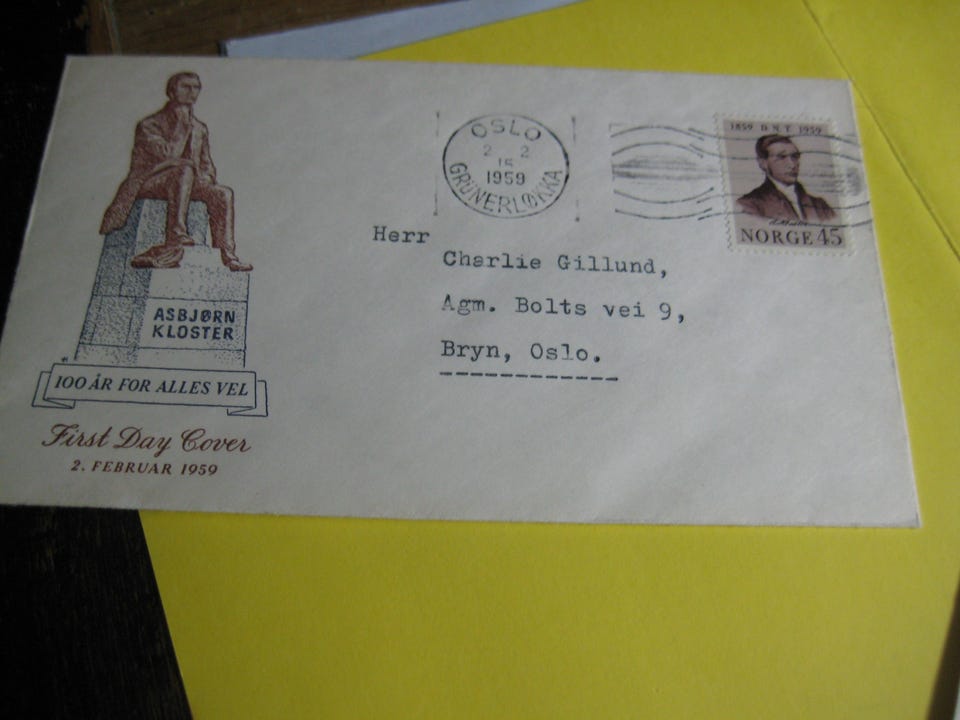 ASBJØRN
KLOSTER
100 ÅR FOR ALLES VEL
First Day Cover
2. FEBRUAR 1959
OSLO
2 2
15
1959
GRÜNERLØKKA
1859 D.N.T. 1959
NORGE 45
Herr
Charlie Gillund,
Agm. Bolts vei 9,
Bryn, Oslo.